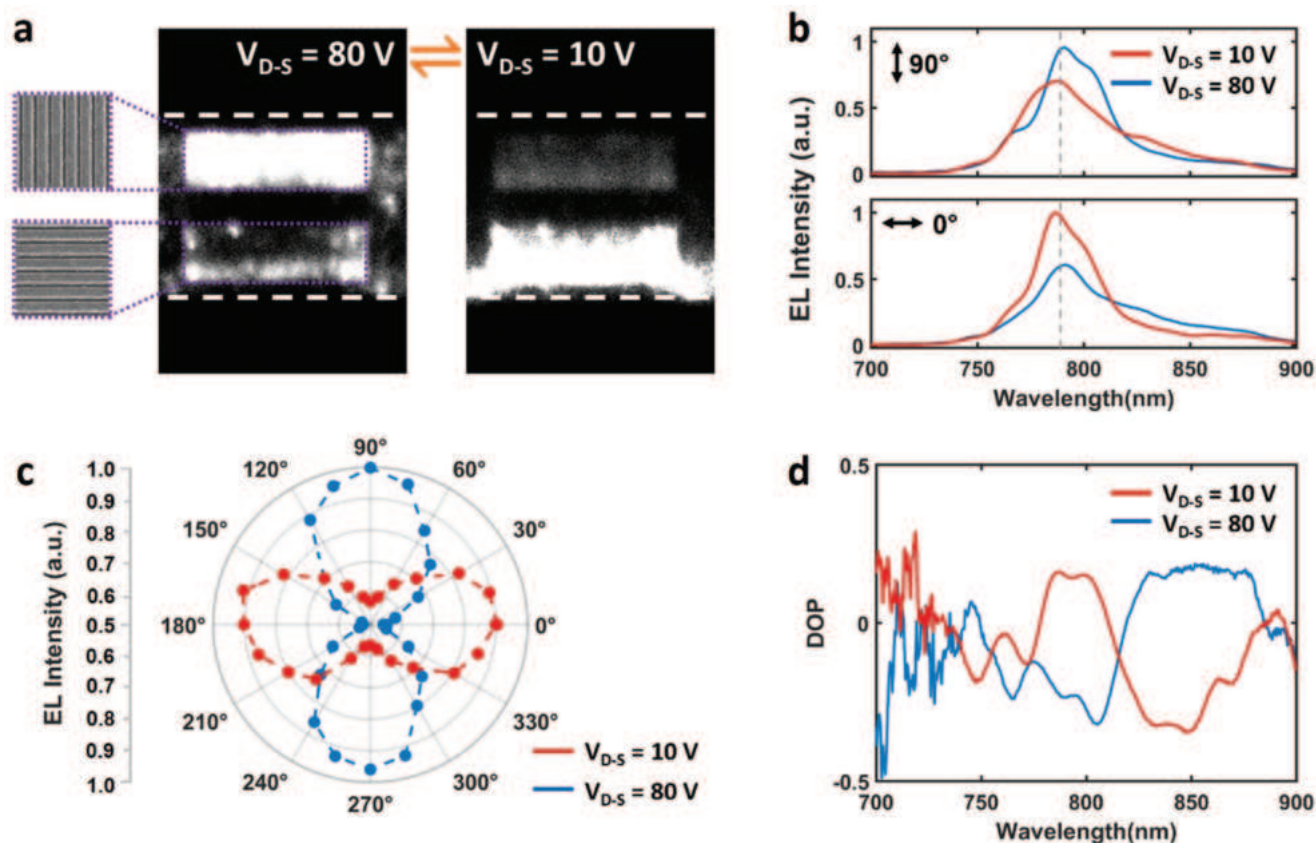 a
V_D-S = 80 V
V_D-S = 10 V
b
90°
V_D-S = 10 V
V_D-S = 80 V
1
0.5
0
0°
1
0.5
0
EL Intensity (a.u.)
700 750 800 850 900
Wavelength(nm)
c
1.0
0.9
0.8
0.7
0.6
0.5
0.6
0.7
0.8
0.9
1.0
EL Intensity (a.u.)
90°
120° 60°
150° 30°
180° 0°
210° 330°
240° 300°
270°
V_D-S = 10 V
V_D-S = 80 V
d
0.5
0
-0.5
DOP
V_D-S = 10 V
V_D-S = 80 V
700 750 800 850 900
Wavelength(nm)